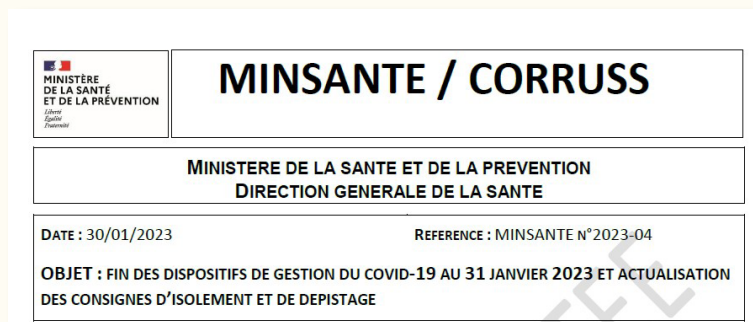 MINISTÈRE
DE LA SANTÉ
ET DE LA PRÉVENTION
Liberté
Égalité
Fraternité
MINSANTE / CORRUSS
MINISTERE DE LA SANTE ET DE LA PREVENTION
DIRECTION GENERALE DE LA SANTE
DATE : 30/01/2023 REFERENCE : MINSANTE N°2023-04
OBJET : FIN DES DISPOSITIFS DE GESTION DU COVID-19 AU 31 JANVIER 2023 ET ACTUALISATION
DES CONSIGNES D'ISOLEMENT ET DE DEPISTAGE